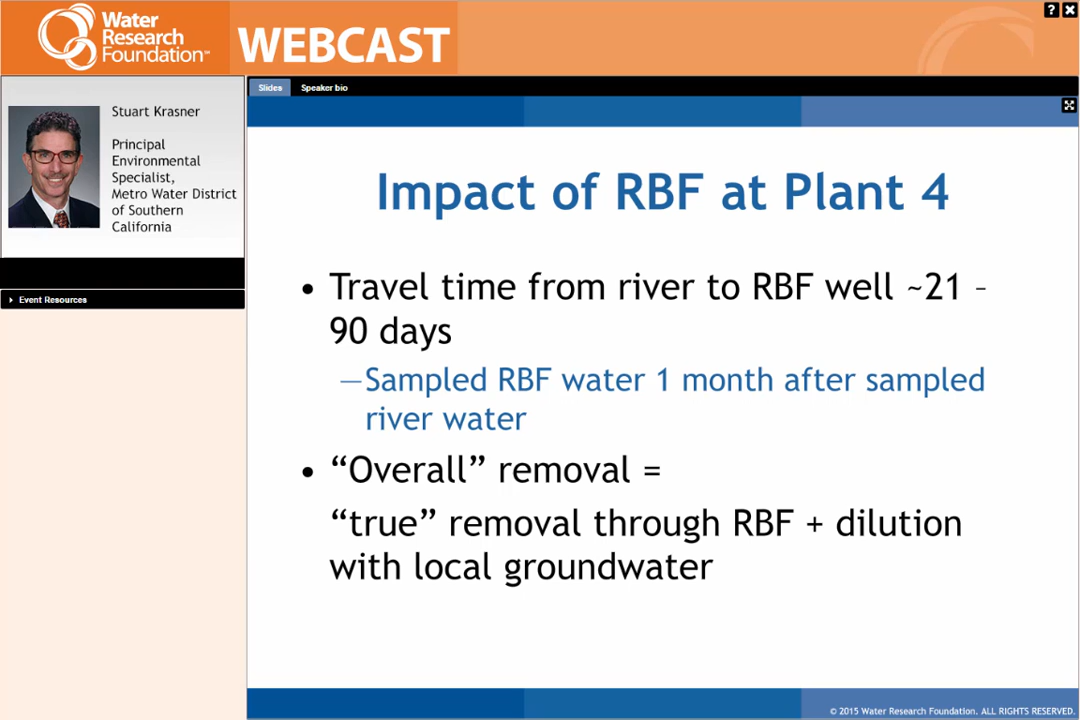 Water
Research
Foundation
WEBCAST
? x
Stuart Krasner
Principal
Environmental
Specialist,
Metro Water District
of Southern
California
Event Resources
Slides Speaker bio
Impact of RBF at Plant 4
• Travel time from river to RBF well ~21 –
90 days
—Sampled RBF water 1 month after sampled
river water
• “Overall” removal =
“true” removal through RBF + dilution
with local groundwater
© 2015 Water Research Foundation. ALL RIGHTS RESERVED.